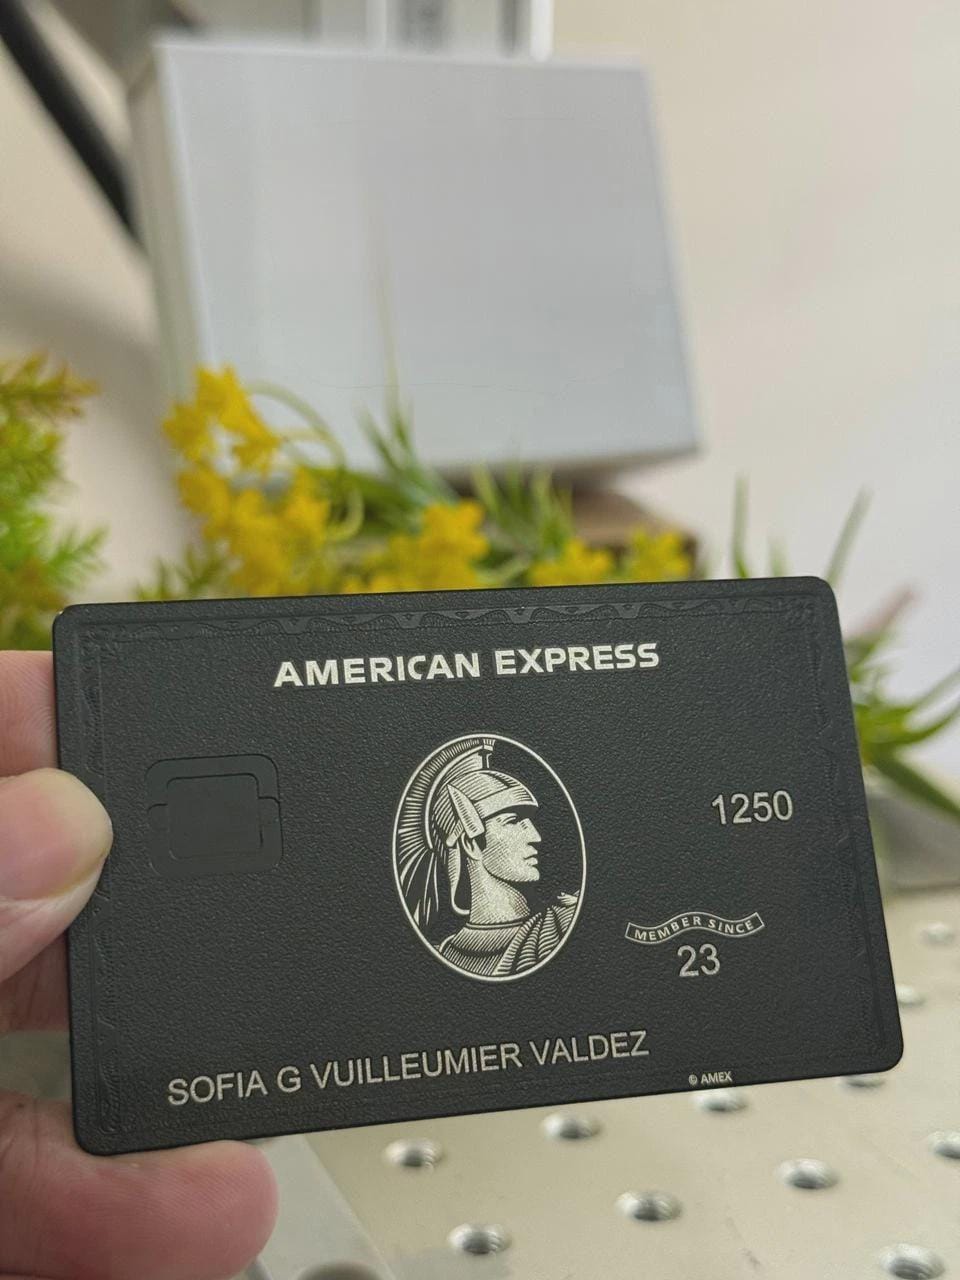 AMERICAN EXPRESS
1250
MEMBER SINCE
23
SOFIA G VUILLEUMIER VALDEZ
© AMEX